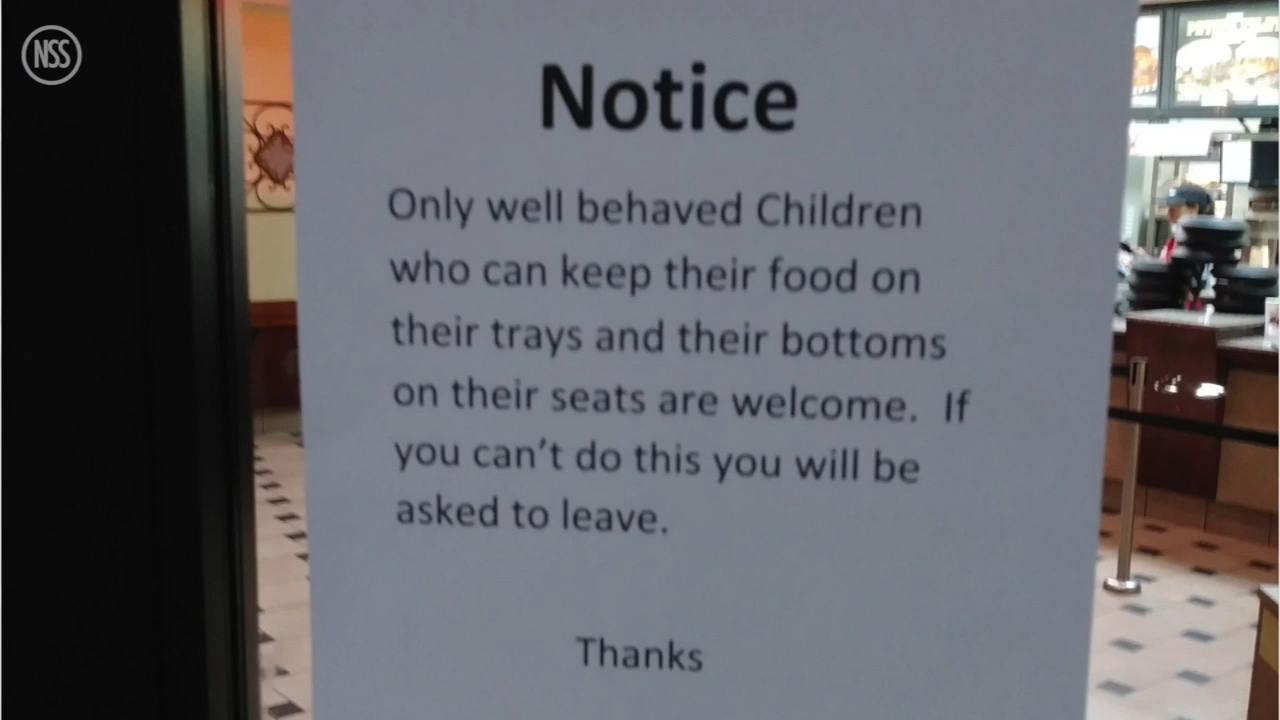 NSS
Notice
Only well behaved Children
who can keep their food on
their trays and their bottoms
on their seats are welcome.  If
you can't do this you will be
asked to leave.
Thanks